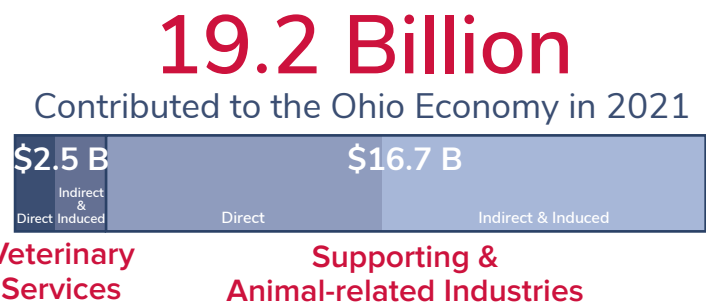 19.2 Billion
Contributed to the Ohio Economy in 2021
$2.5 B
$16.7 B
Indirect
&
Direct
Induced
Direct
Indirect & Induced
Veterinary
Services
Supporting &
Animal-related Industries